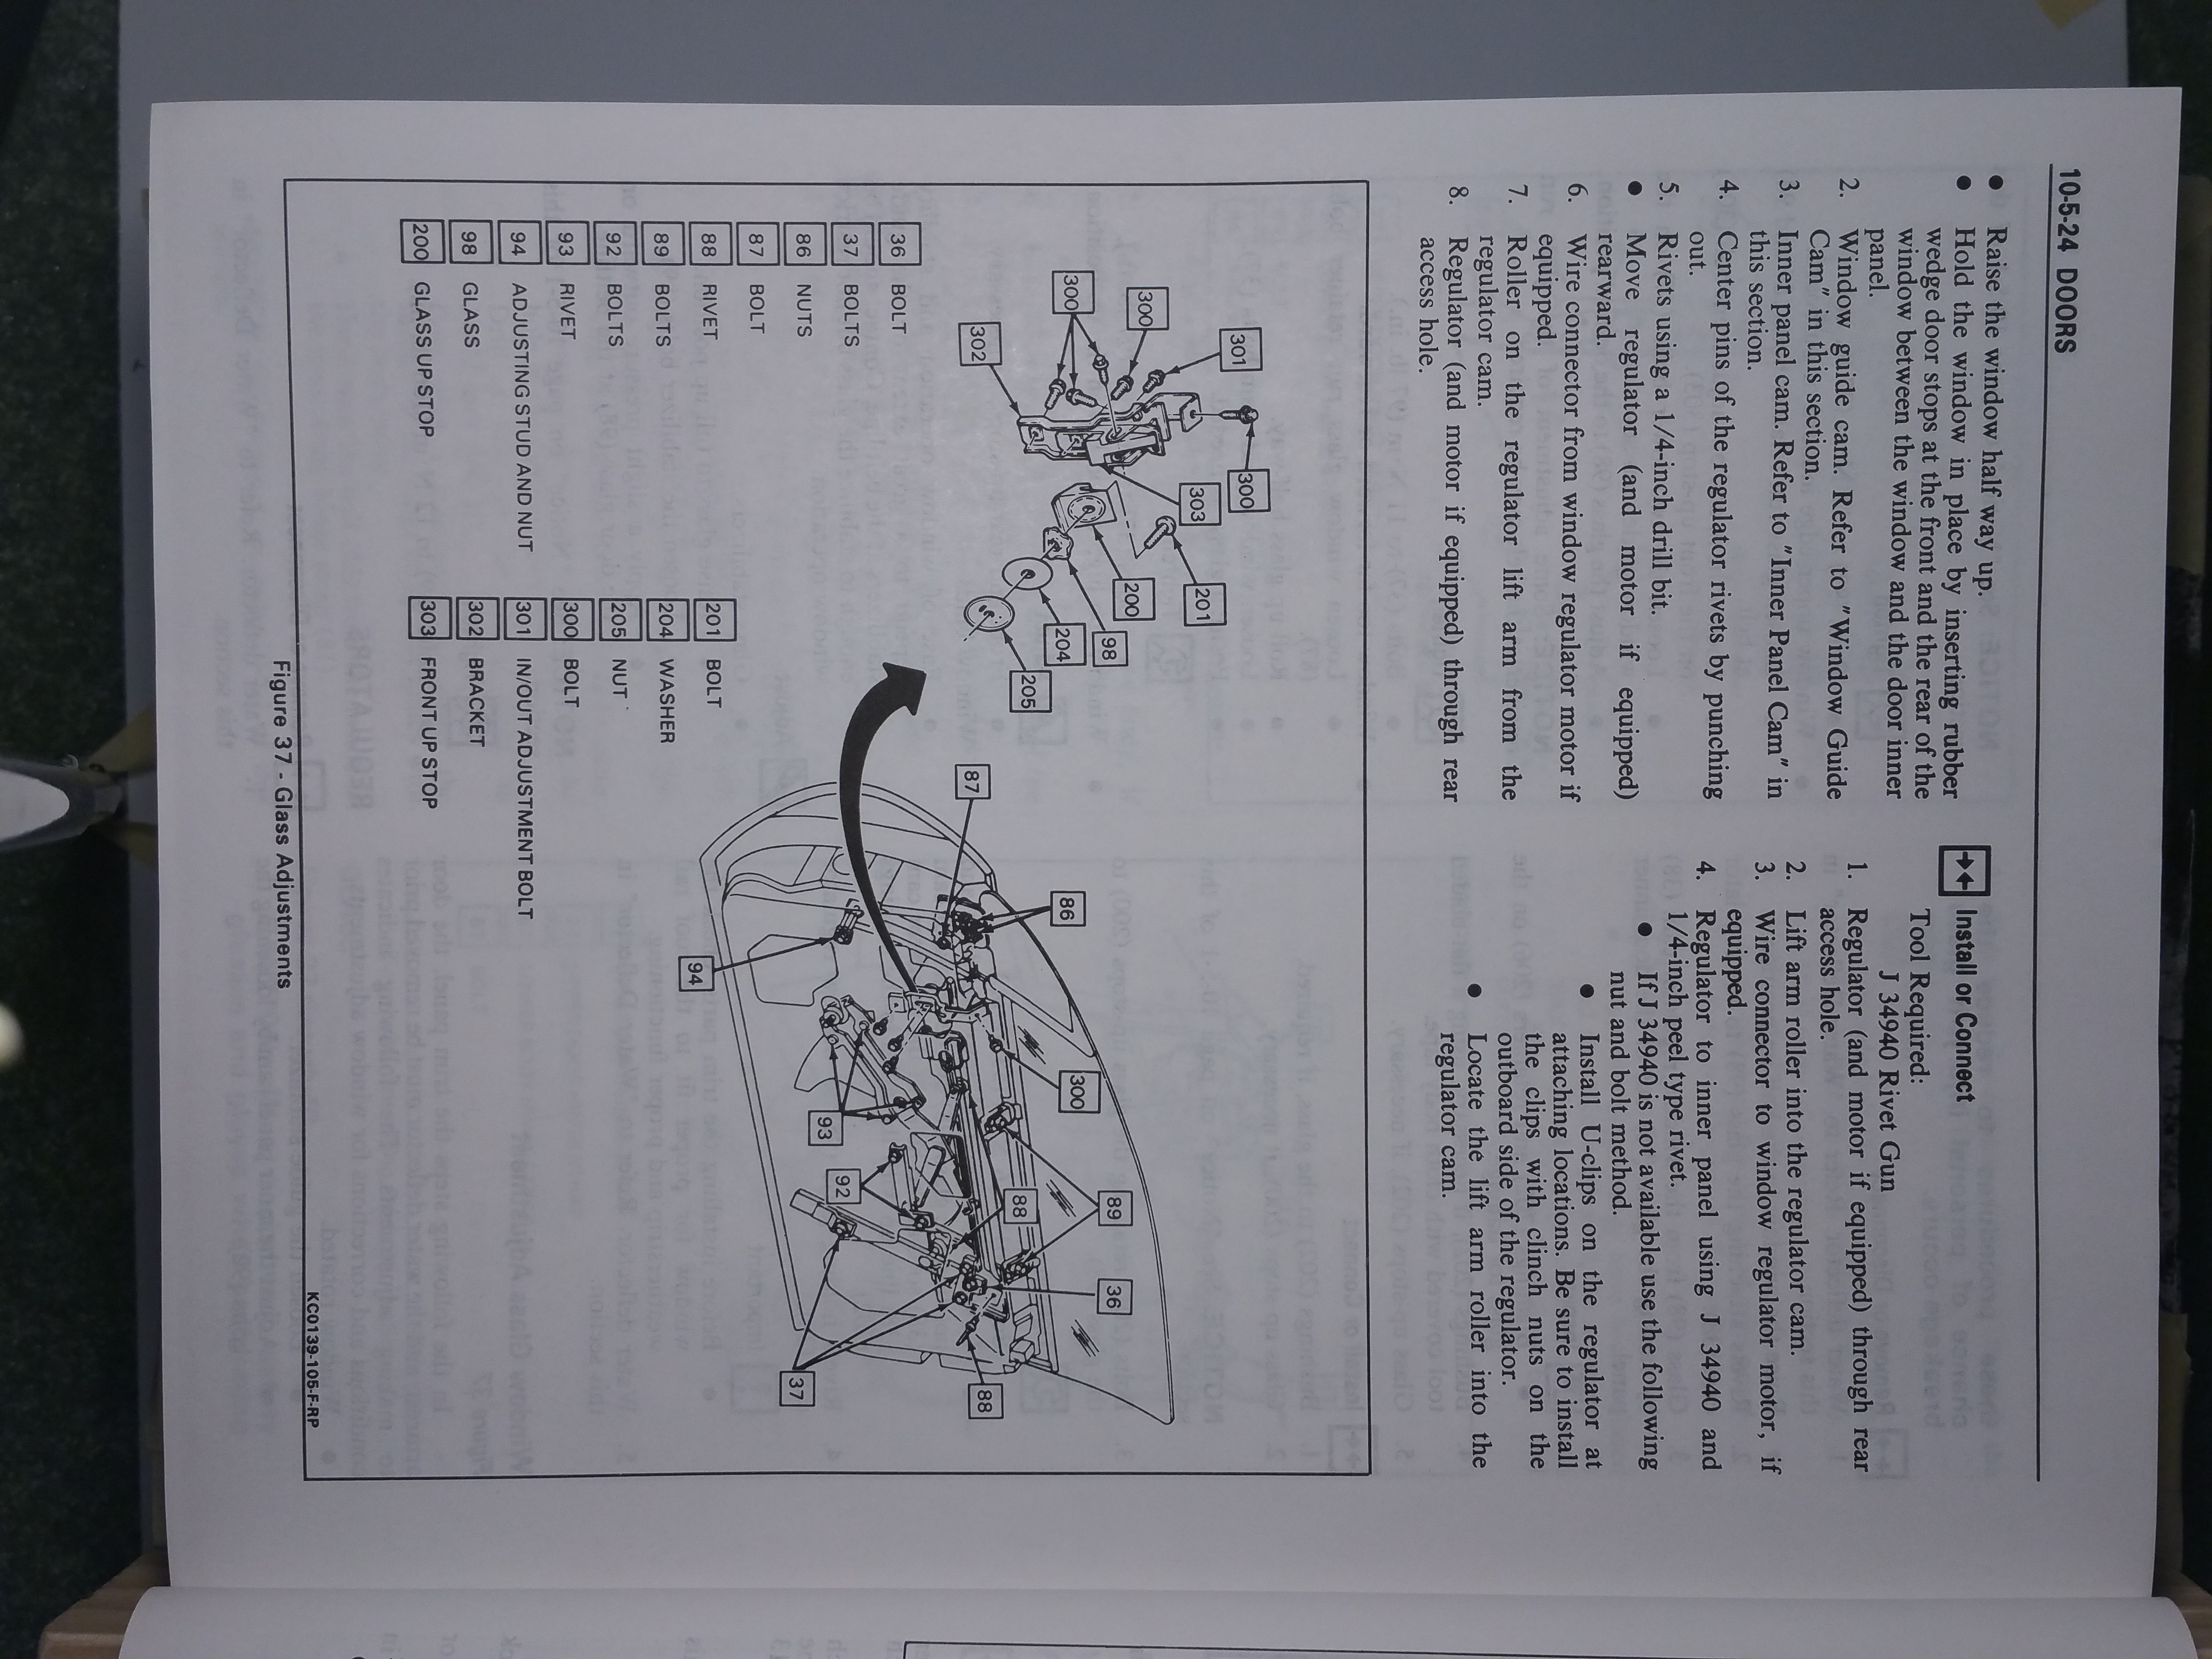 10-5-24 DOORS
● Raise the window half way up.
● Hold the window in place by inserting rubber
wedge door stops at the front and the rear of the
window between the window and the door inner
panel.
2. Window guide cam. Refer to "Window Guide
Cam" in this section.
3. Inner panel cam. Refer to "Inner Panel Cam" in
this section.
4. Center pins of the regulator rivets by punching
out.
5. Rivets using a 1/4-inch drill bit.
● Move regulator (and motor if equipped)
rearward.
6. Wire connector from window regulator motor if
equipped.
7. Roller on the regulator lift arm from the
regulator cam.
8. Regulator (and motor if equipped) through rear
access hole.
Install or Connect
Tool Required:
J 34940 Rivet Gun
1. Regulator (and motor if equipped) through rear
access hole.
2. Lift arm roller into the regulator cam.
3. Wire connector to window regulator motor, if
equipped.
4. Regulator to inner panel using J 34940 and
1/4-inch peel type rivet.
● If J 34940 is not available use the following
nut and bolt method.
● Install U-clips on the regulator at
attaching locations. Be sure to install
the clips with clinch nuts on the
outboard side of the regulator.
● Locate the lift arm roller into the
regulator cam.
301
300
300
300
303
201
302
200
98
204
205
87
86
300
89
36
88
94
93
92
37
88
36 BOLT
37 BOLTS
86 NUTS
87 BOLT
88 RIVET
89 BOLTS
92 BOLTS
93 RIVET
94 ADJUSTING STUD AND NUT
98 GLASS
200 GLASS UP STOP
201 BOLT
204 WASHER
205 NUT
300 BOLT
301 IN/OUT ADJUSTMENT BOLT
302 BRACKET
303 FRONT UP STOP
KC0139-105-F-RP
Figure 37 - Glass Adjustments